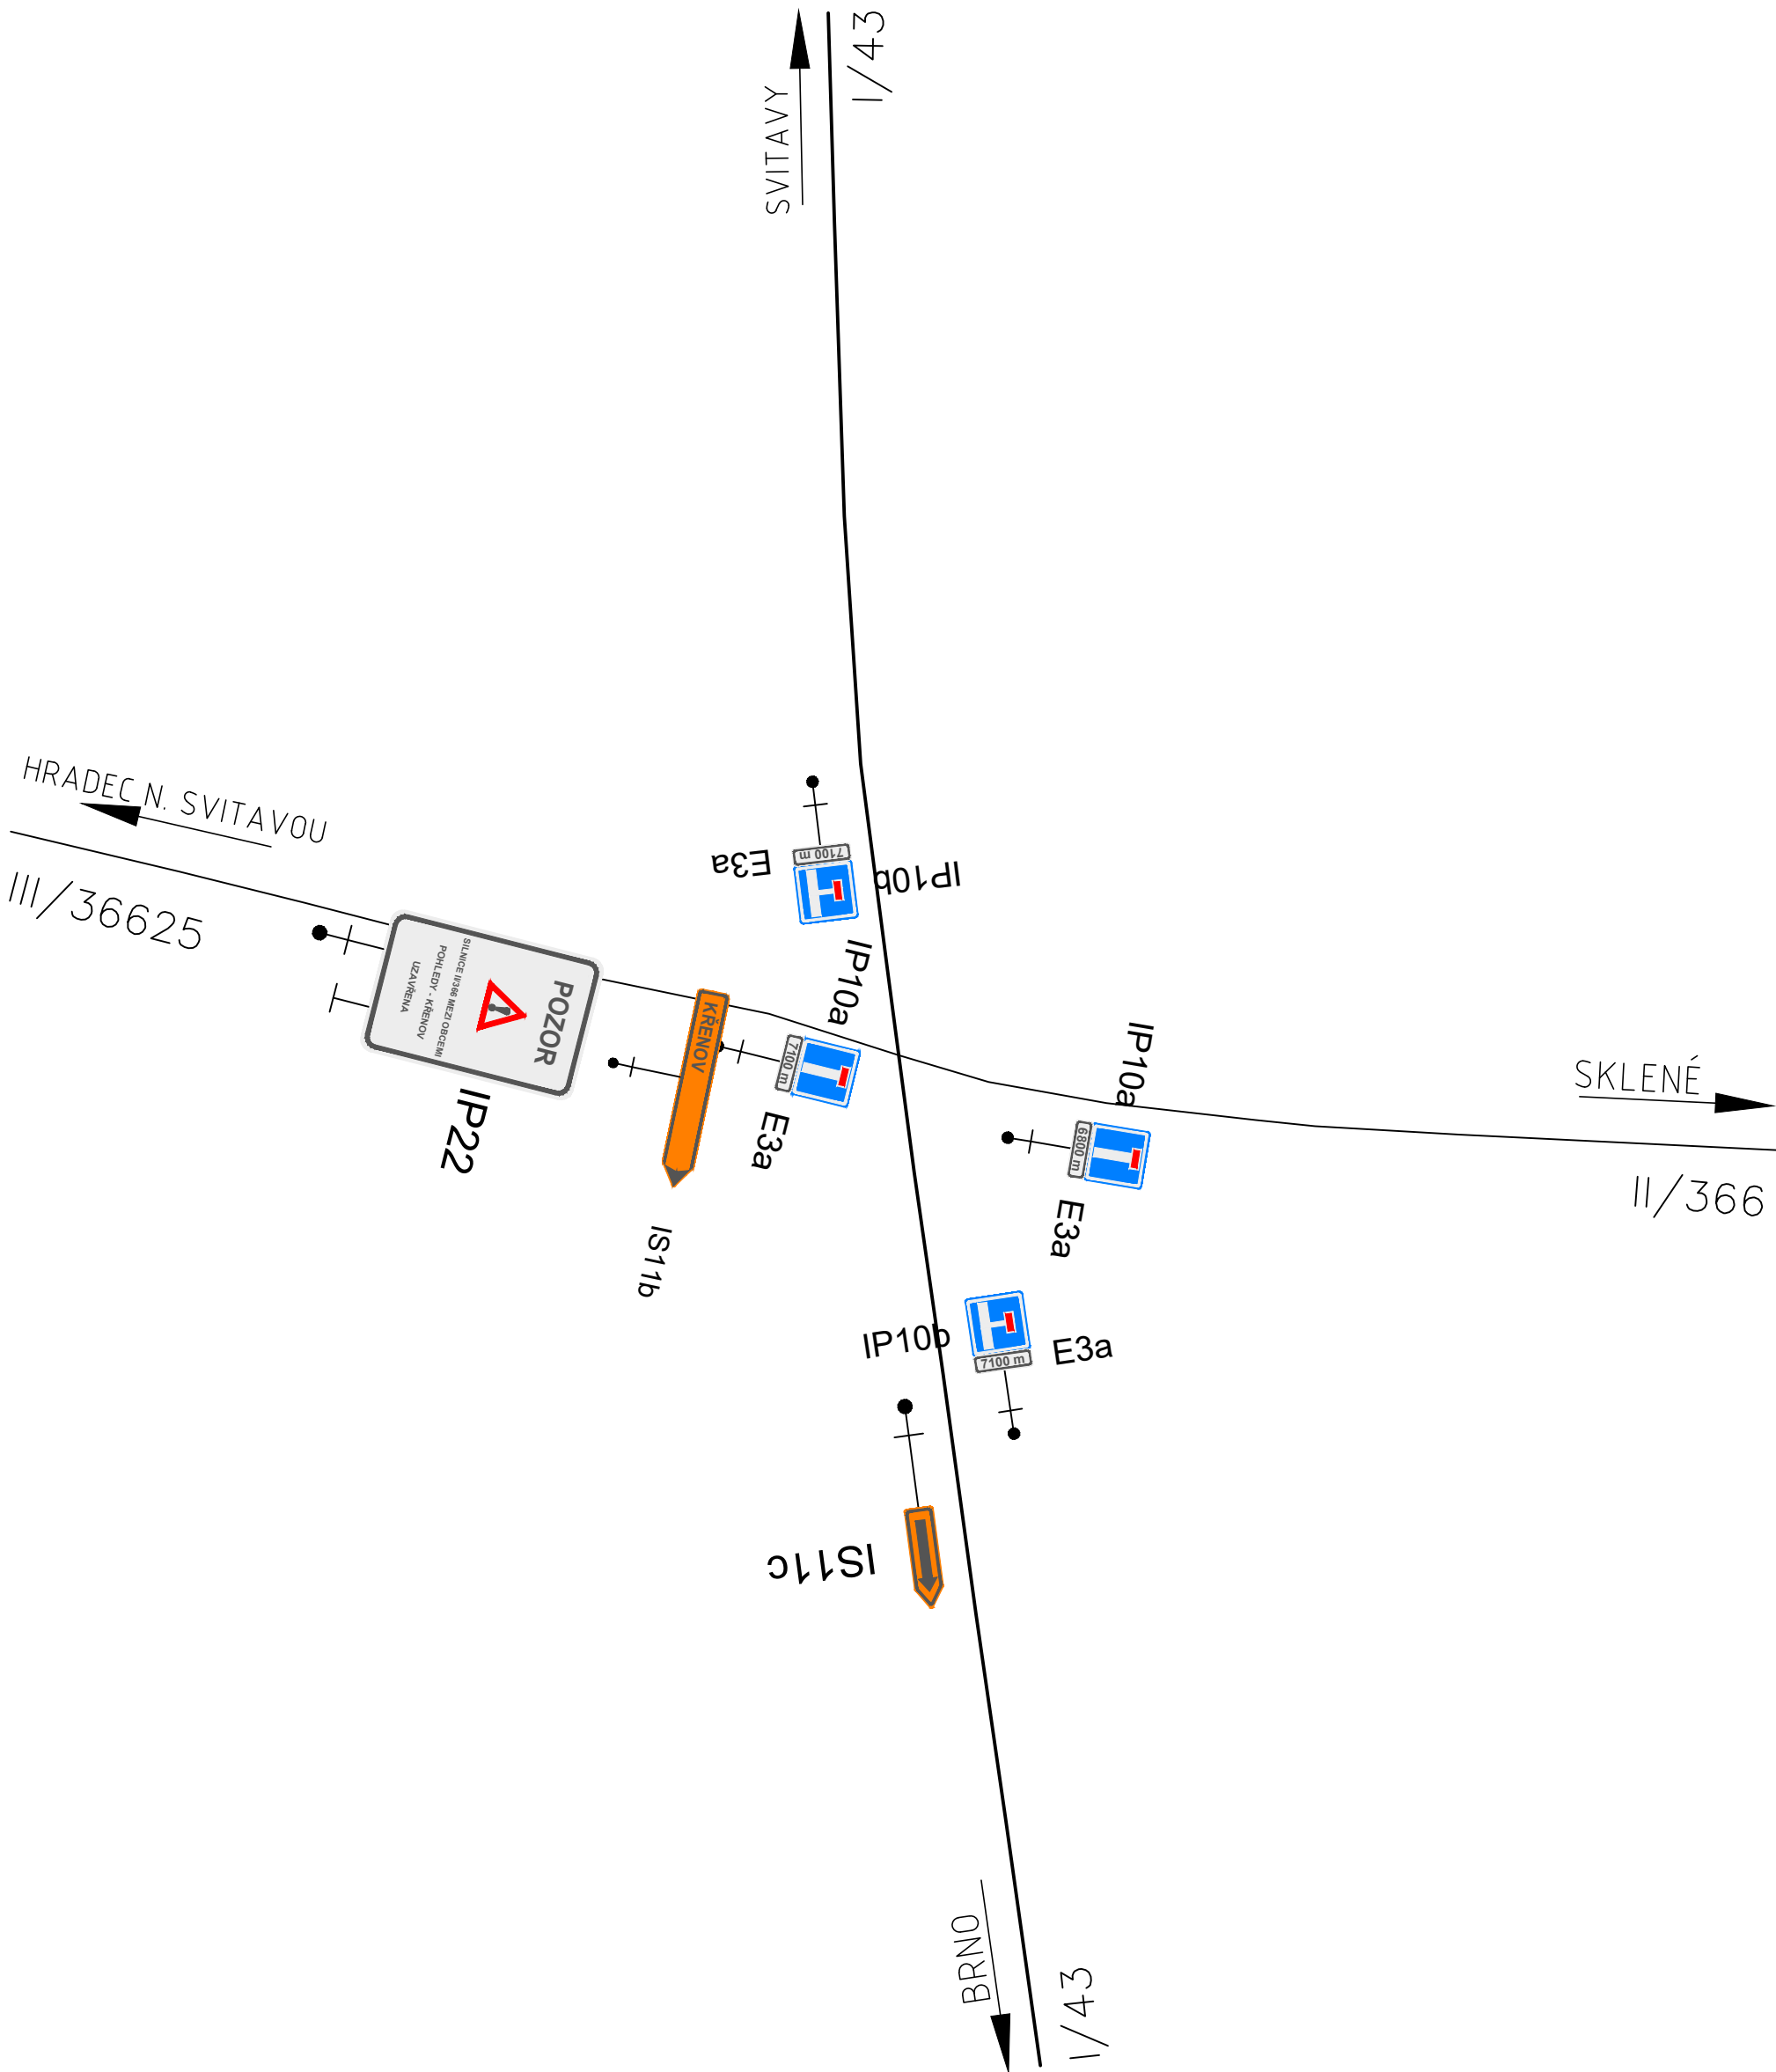 SVITAVY
I/43
HRADEC N. SVITAVOU
III/36625
E3a
7100 m
IP10b
IP10a
POZOR
SILNICE II/366 MEZI OBCEMI
POHLEDY - KŘENOV
UZAVŘENA
IP22
KŘENOV
IS11b
7100 m
E3a
IP10a
6800 m
E3a
SKLENÉ
II/366
IP10b
7100 m
E3a
IS11c
BRNO
I/43